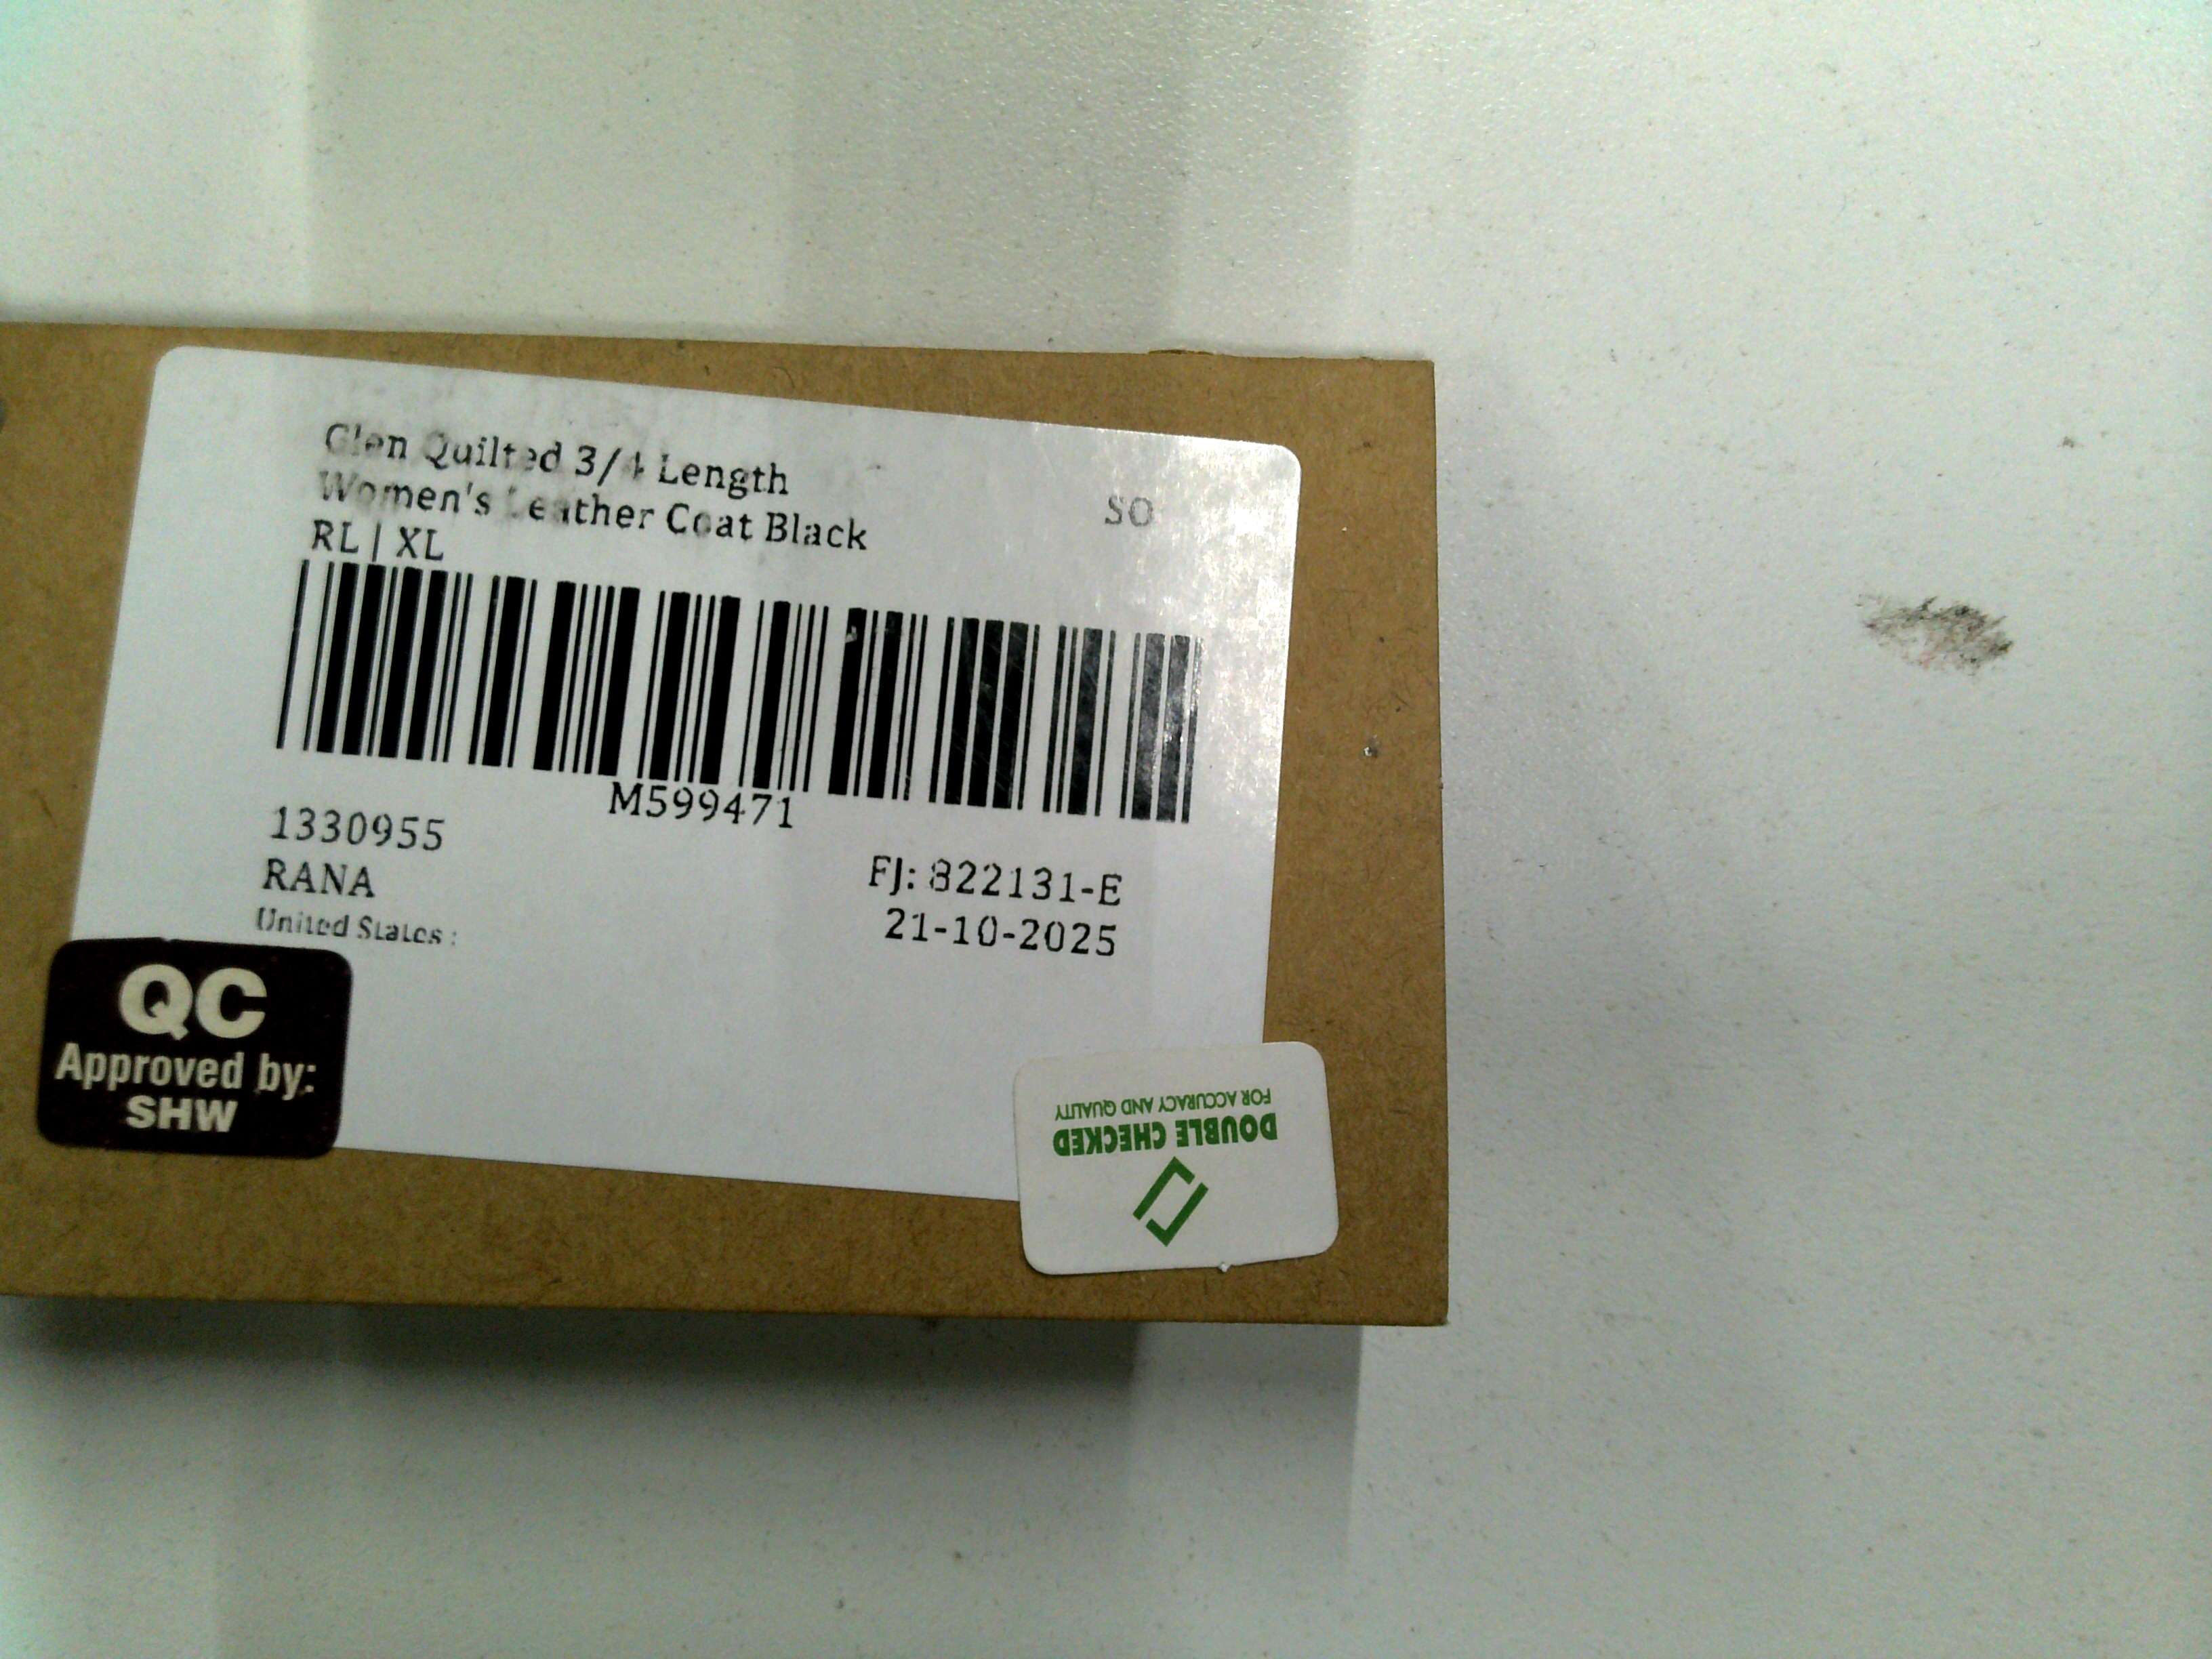 Glen Quilted 3/4 Length
Women's Leather Coat Black
RL | XL
SO
M599471
1330955
RANA
United States :
FJ: 822131-E
21-10-2025
QC
Approved by:
SHW
DOUBLE CHECKED
FOR ACCURACY AND QUALITY